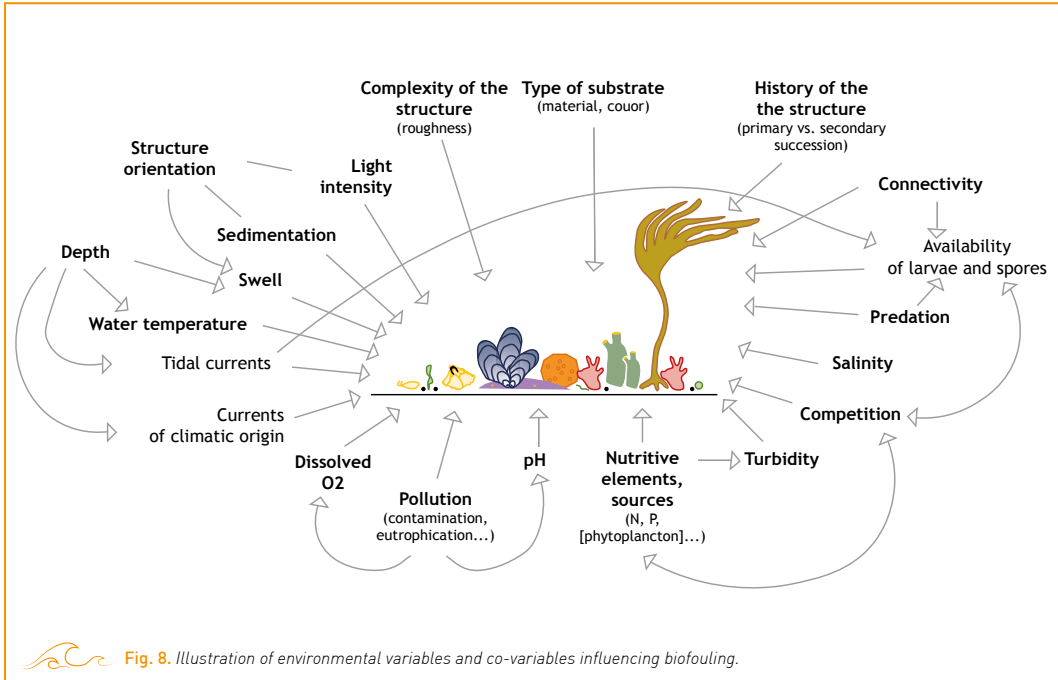 Complexity of the
structure
(roughness)
Type of substrate
(material, couor)
History of the
the structure
(primary vs. secondary
succession)
Structure
orientation
Light
intensity
Connectivity
Sedimentation
Depth
Swell
Availability
of larvae and spores
Water temperature
Predation
Tidal currents
Salinity
Currents
of climatic origin
Competition
Dissolved
O2
Pollution
(contamination,
eutrophication...)
pH
Nutritive
elements,
sources
(N, P,
[phytoplancton]...)
Turbidity
Fig. 8. Illustration of environmental variables and co-variables influencing biofouling.